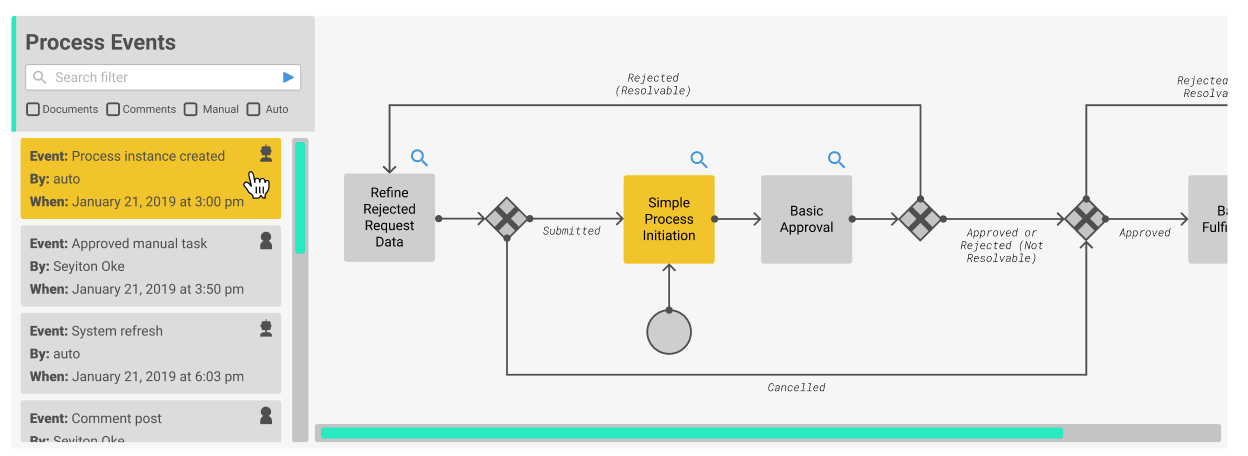 Process Events
Search filter
Documents Comments Manual Auto
Event: Process instance created
By: auto
When: January 21, 2019 at 3:00 pm
Event: Approved manual task
By: Seyiton Oke
When: January 21, 2019 at 3:50 pm
Event: System refresh
By: auto
When: January 21, 2019 at 6:03 pm
Event: Comment post
By: Seyiton Oke
Rejected
(Resolvable)
Refine
Rejected
Request
Data
Submitted
Simple
Process
Initiation
Basic
Approval
Approved or
Rejected (Not
Resolvable)
Rejected
Resolva
Approved
Ba
Fulfi
Cancelled